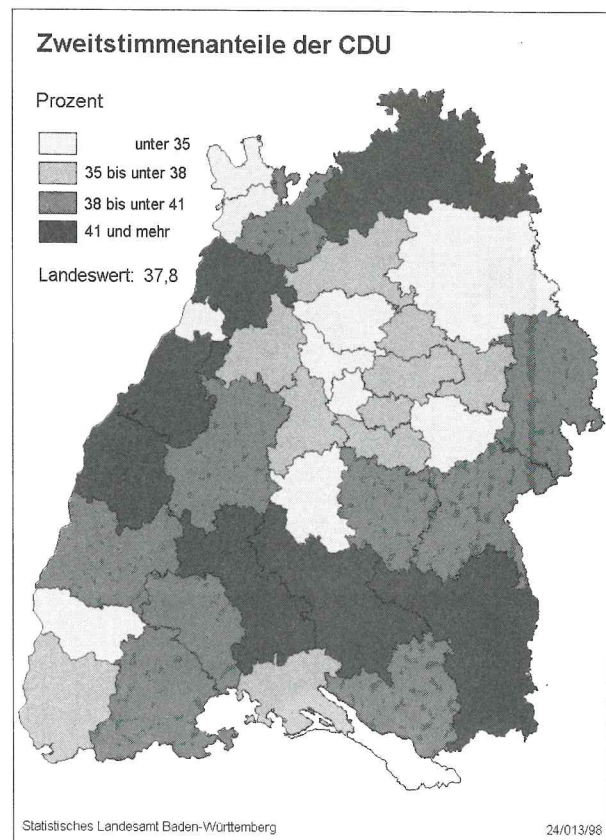 Zweitstimmenanteile der CDU
Prozent
unter 35
35 bis unter 38
38 bis unter 41
41 und mehr
Landeswert: 37,8
Statistisches Landesamt Baden-Württemberg
24/013/98